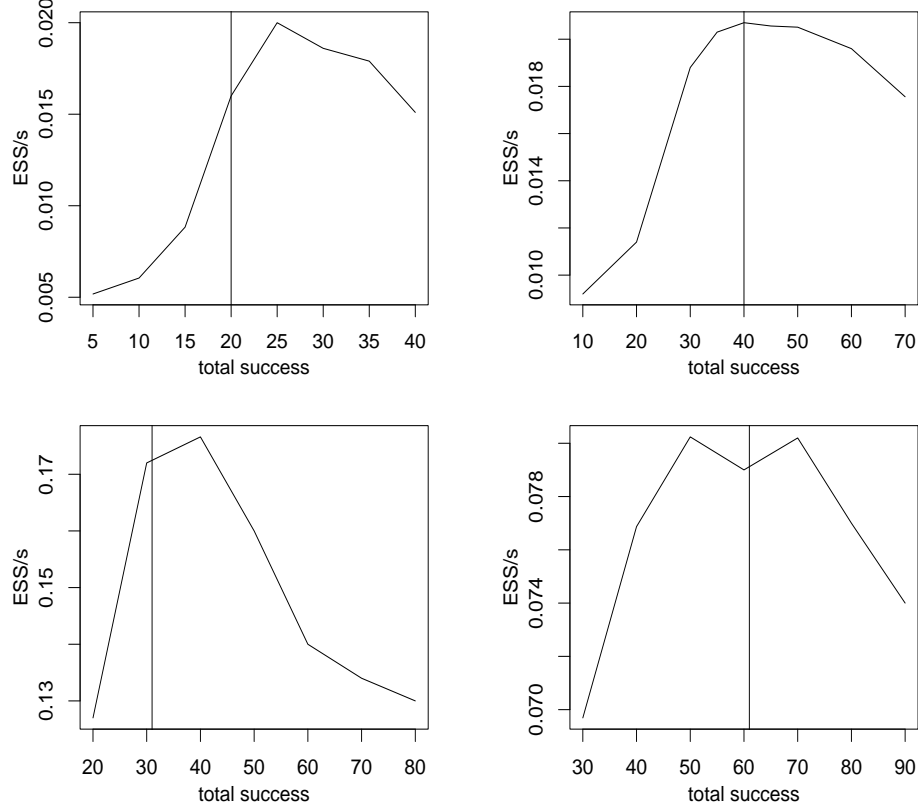 0.020
0.015
0.010
0.005
ESS/s
5 10 15 20 25 30 35 40
total success
0.018
0.014
0.010
ESS/s
10 20 30 40 50 60 70
total success
0.17
0.15
0.13
ESS/s
20 30 40 50 60 70 80
total success
0.078
0.074
0.070
ESS/s
30 40 50 60 70 80 90
total success